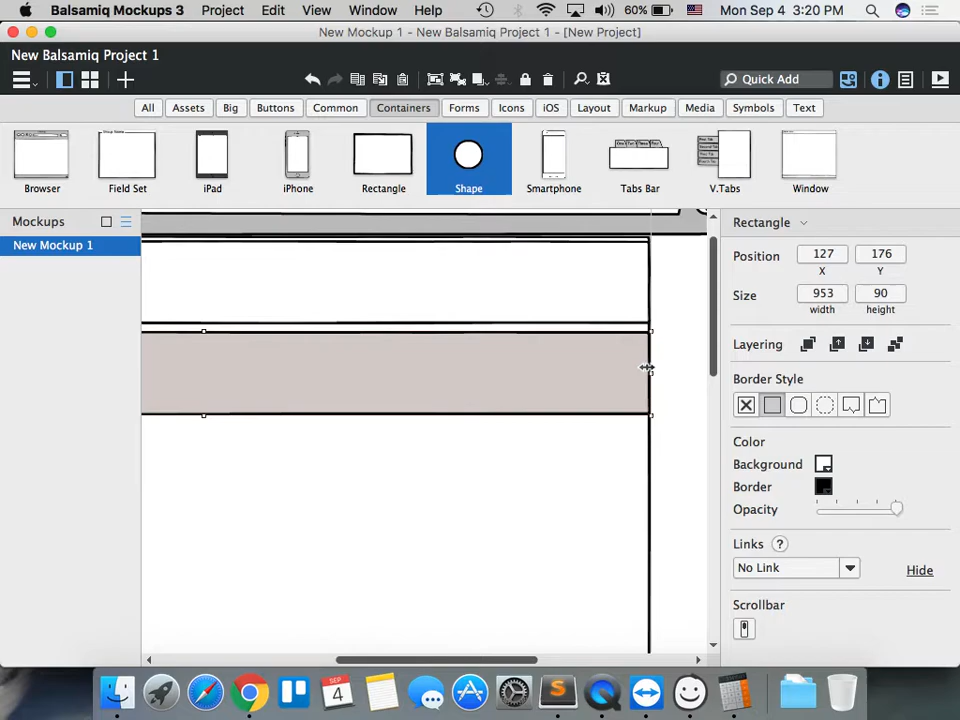 Balsamiq Mockups 3 Project Edit View Window Help 60% Mon Sep 4 3:20 PM
New Mockup 1 - New Balsamiq Project 1 - [New Project]
New Balsamiq Project 1
Quick Add
All Assets Big Buttons Common Containers Forms Icons iOS Layout Markup Media Symbols Text
Browser Field Set iPad iPhone Rectangle Shape Smartphone Tabs Bar V.Tabs Window
Mockups
New Mockup 1
Rectangle
Position 127 176
X Y
Size 953 90
width height
Layering
Border Style
Color
Background
Border
Opacity
Links ?
No Link Hide
Scrollbar
SEP
4